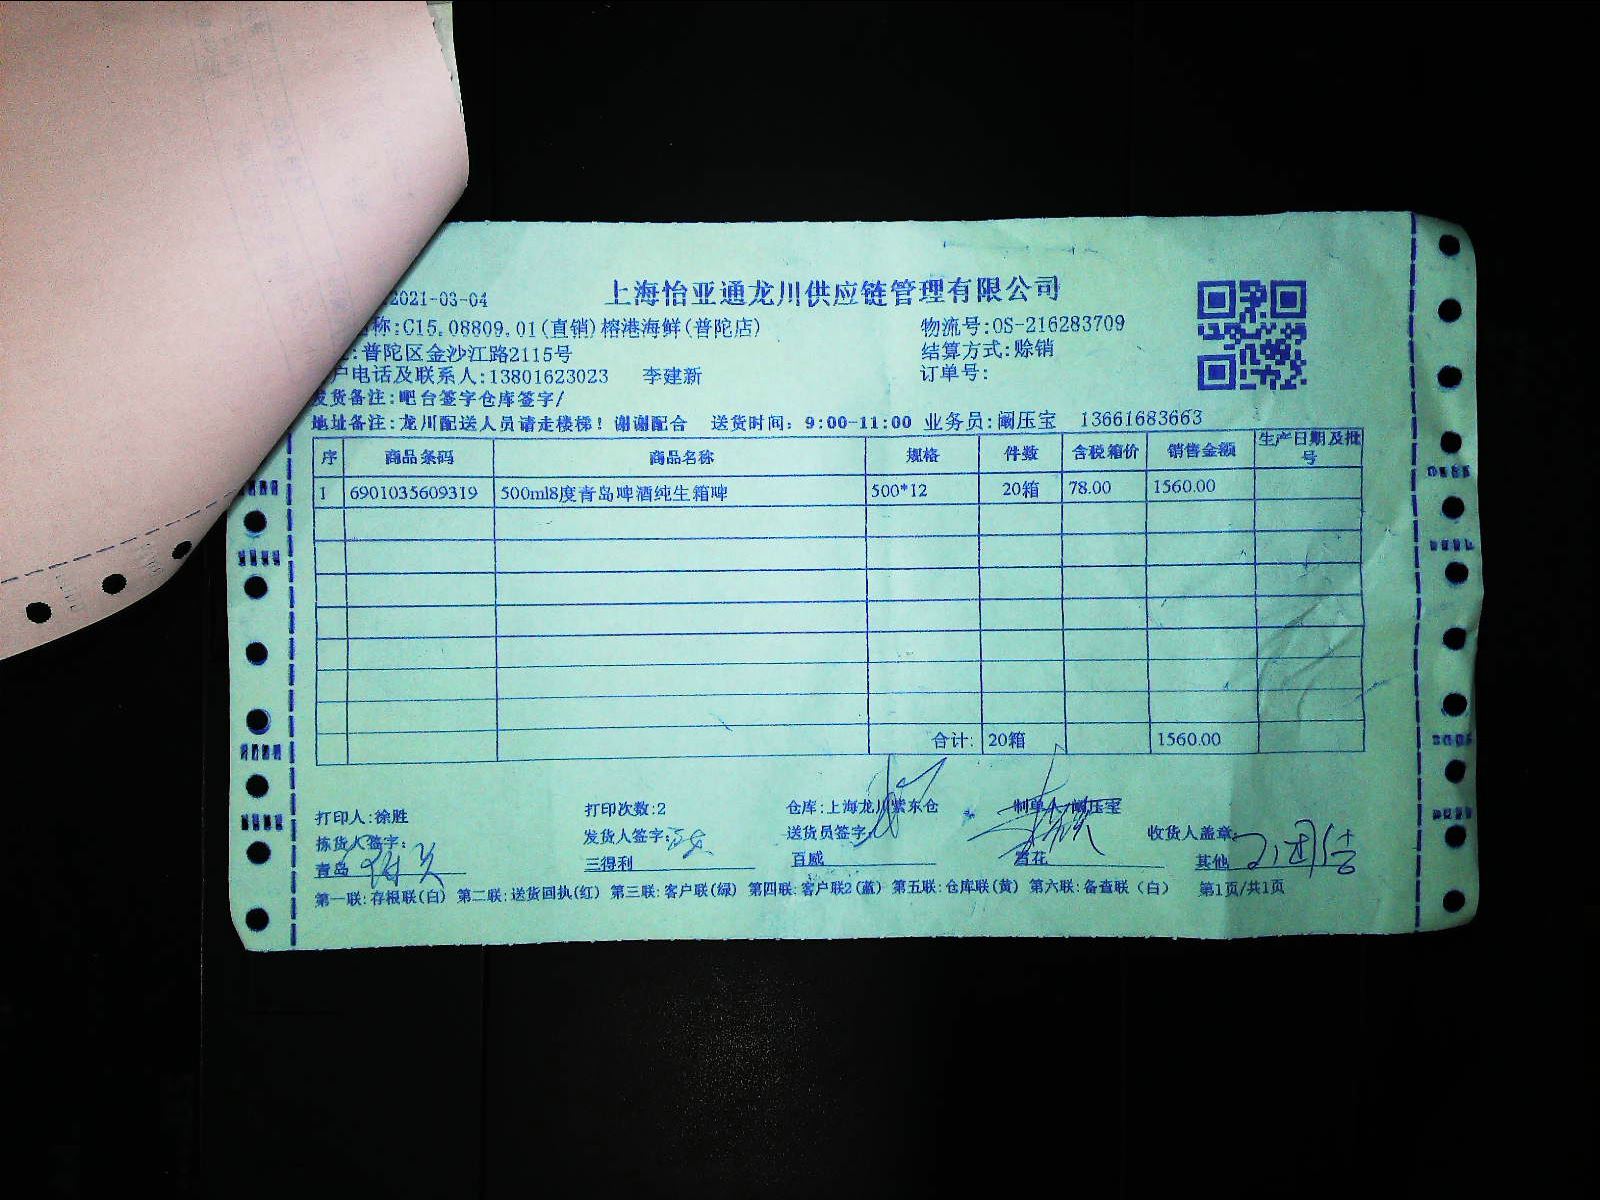 上海怡亚通龙川供应链管理有限公司
2021-03-04
称:C15.08809.01(直销)榕港海鲜(普陀店) 物流号:OS-216283709
:普陀区金沙江路2115号 结算方式:赊销
户电话及联系人:13801623023 李建新 订单号:
发货备注:吧台签字仓库签字/
地址备注:龙川配送人员请走楼梯！谢谢配合 送货时间：9:00-11:00 业务员:阚压宝 13661683663
序 商品条码 商品名称 规格 件数 含税箱价 销售金额 生产日期及批号
1 6901035609319 500ml8度青岛啤酒纯生箱啤 500*12 20箱 78.00 1560.00
合计: 20箱 1560.00
打印人:徐胜 打印次数:2 仓库:上海龙川紫东仓 制单人:阚压宝
拣货人签字: 发货人签字: 送货员签字: 收货人盖章:
青岛 三得利 百威 雪花 其他
第一联:存根联(白) 第二联:送货回执(红) 第三联:客户联(绿) 第四联:客户联2(蓝) 第五联:仓库联(黄) 第六联:备查联（白） 第1页/共1页